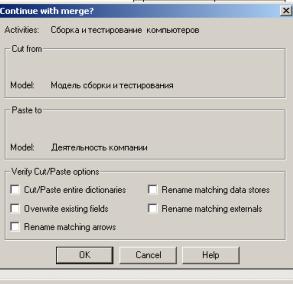 Continue with merge?
Activities: Сборка и тестирование компьютеров
Cut from
Model: Модель сборки и тестирования
Paste to
Model: Деятельность компании
Verify Cut/Paste options
Cut/Paste entire dictionaries Rename matching data stores
Overwrite existing fields Rename matching externals
Rename matching arrows
OK Cancel Help